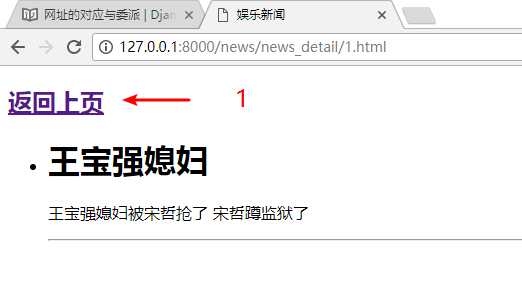 网址的对应与委派 | Djan
娱乐新闻
127.0.0.1:8000/news/news_detail/1.html
返回上页
1
王宝强媳妇
王宝强媳妇被宋哲抢了 宋哲蹲监狱了